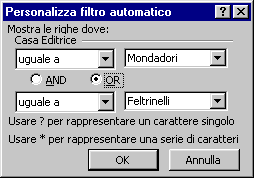 Personalizza filtro automatico
Mostra le righe dove:
Casa Editrice
uguale a Mondadori
AND OR
uguale a Feltrinelli
Usare ? per rappresentare un carattere singolo
Usare * per rappresentare una serie di caratteri
OK Annulla